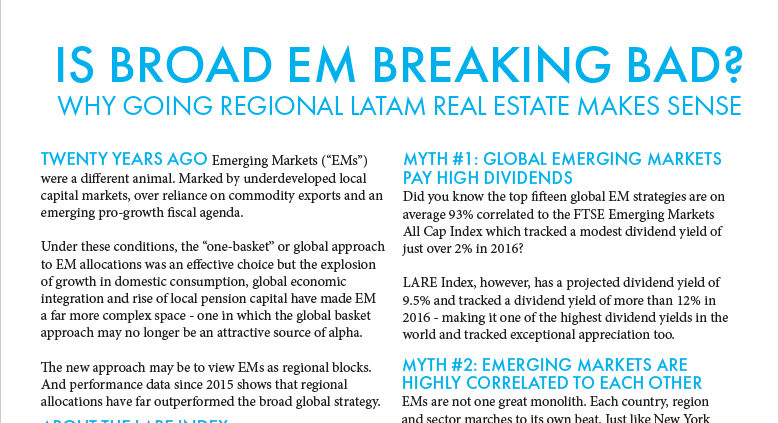 IS BROAD EM BREAKING BAD?
WHY GOING REGIONAL LATAM REAL ESTATE MAKES SENSE
TWENTY YEARS AGO Emerging Markets (“EMs”)
were a different animal. Marked by underdeveloped local
capital markets, over reliance on commodity exports and an
emerging pro-growth fiscal agenda.
Under these conditions, the “one-basket” or global approach
to EM allocations was an effective choice but the explosion
of growth in domestic consumption, global economic
integration and rise of local pension capital have made EM
a far more complex space - one in which the global basket
approach may no longer be an attractive source of alpha.
The new approach may be to view EMs as regional blocks.
And performance data since 2015 shows that regional
allocations have far outperformed the broad global strategy.
ABOUT THE LARE INDEX
MYTH #1: GLOBAL EMERGING MARKETS
PAY HIGH DIVIDENDS
Did you know the top fifteen global EM strategies are on
average 93% correlated to the FTSE Emerging Markets
All Cap Index which tracked a modest dividend yield of
just over 2% in 2016?
LARE Index, however, has a projected dividend yield of
9.5% and tracked a dividend yield of more than 12% in
2016 - making it one of the highest dividend yields in the
world and tracked exceptional appreciation too.
MYTH #2: EMERGING MARKETS ARE
HIGHLY CORRELATED TO EACH OTHER
EMs are not one great monolith. Each country, region
and sector marches to its own beat. Just like New York